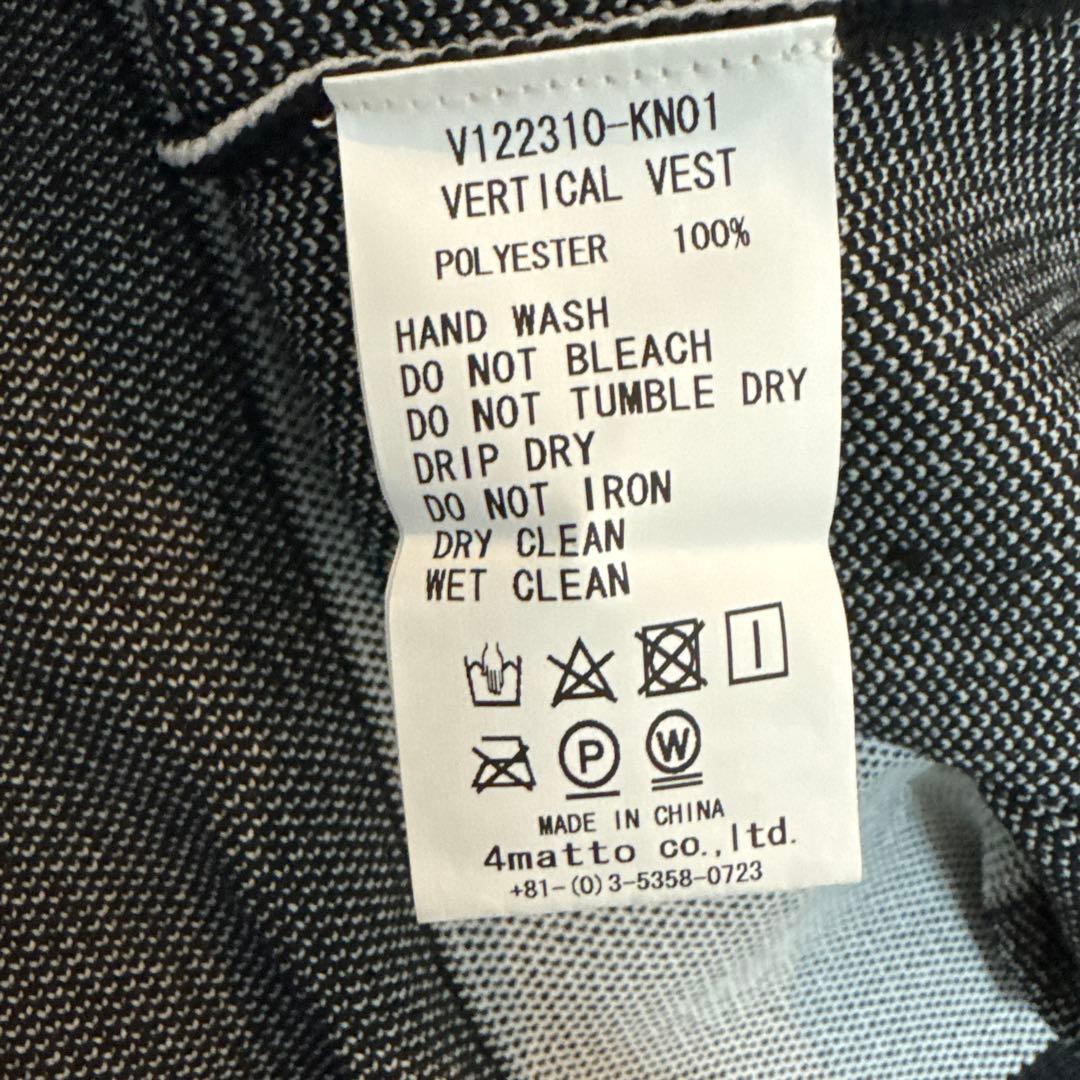 V122310-KN01
VERTICAL VEST
POLYESTER 100%
HAND WASH
DO NOT BLEACH
DO NOT TUMBLE DRY
DRIP DRY
DO NOT IRON
DRY CLEAN
WET CLEAN
P W
MADE IN CHINA
4matto co.,ltd.
+81-(0)3-5358-0723